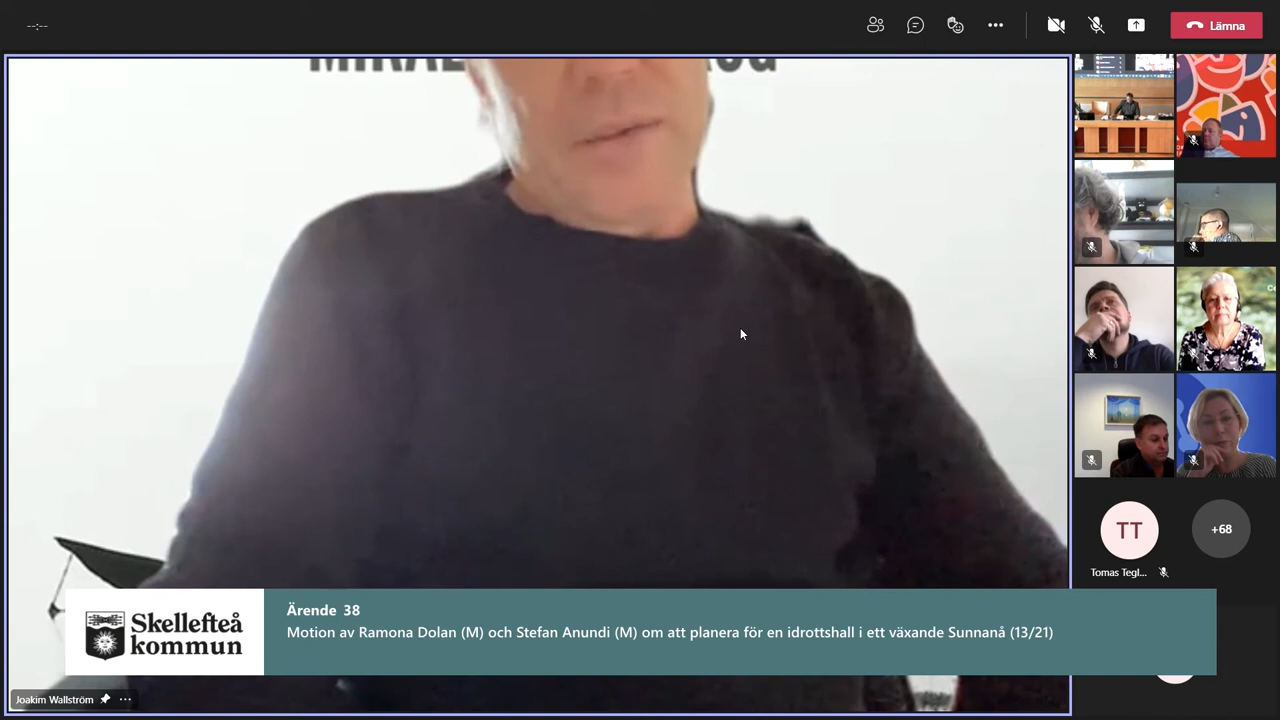 --:--
Lämna
Skellefteå
kommun
Ärende 38
Motion av Ramona Dolan (M) och Stefan Anundi (M) om att planera för en idrottshall i ett växande Sunnanå (13/21)
TT
+68
Tomas Tegl...
Joakim Wallström